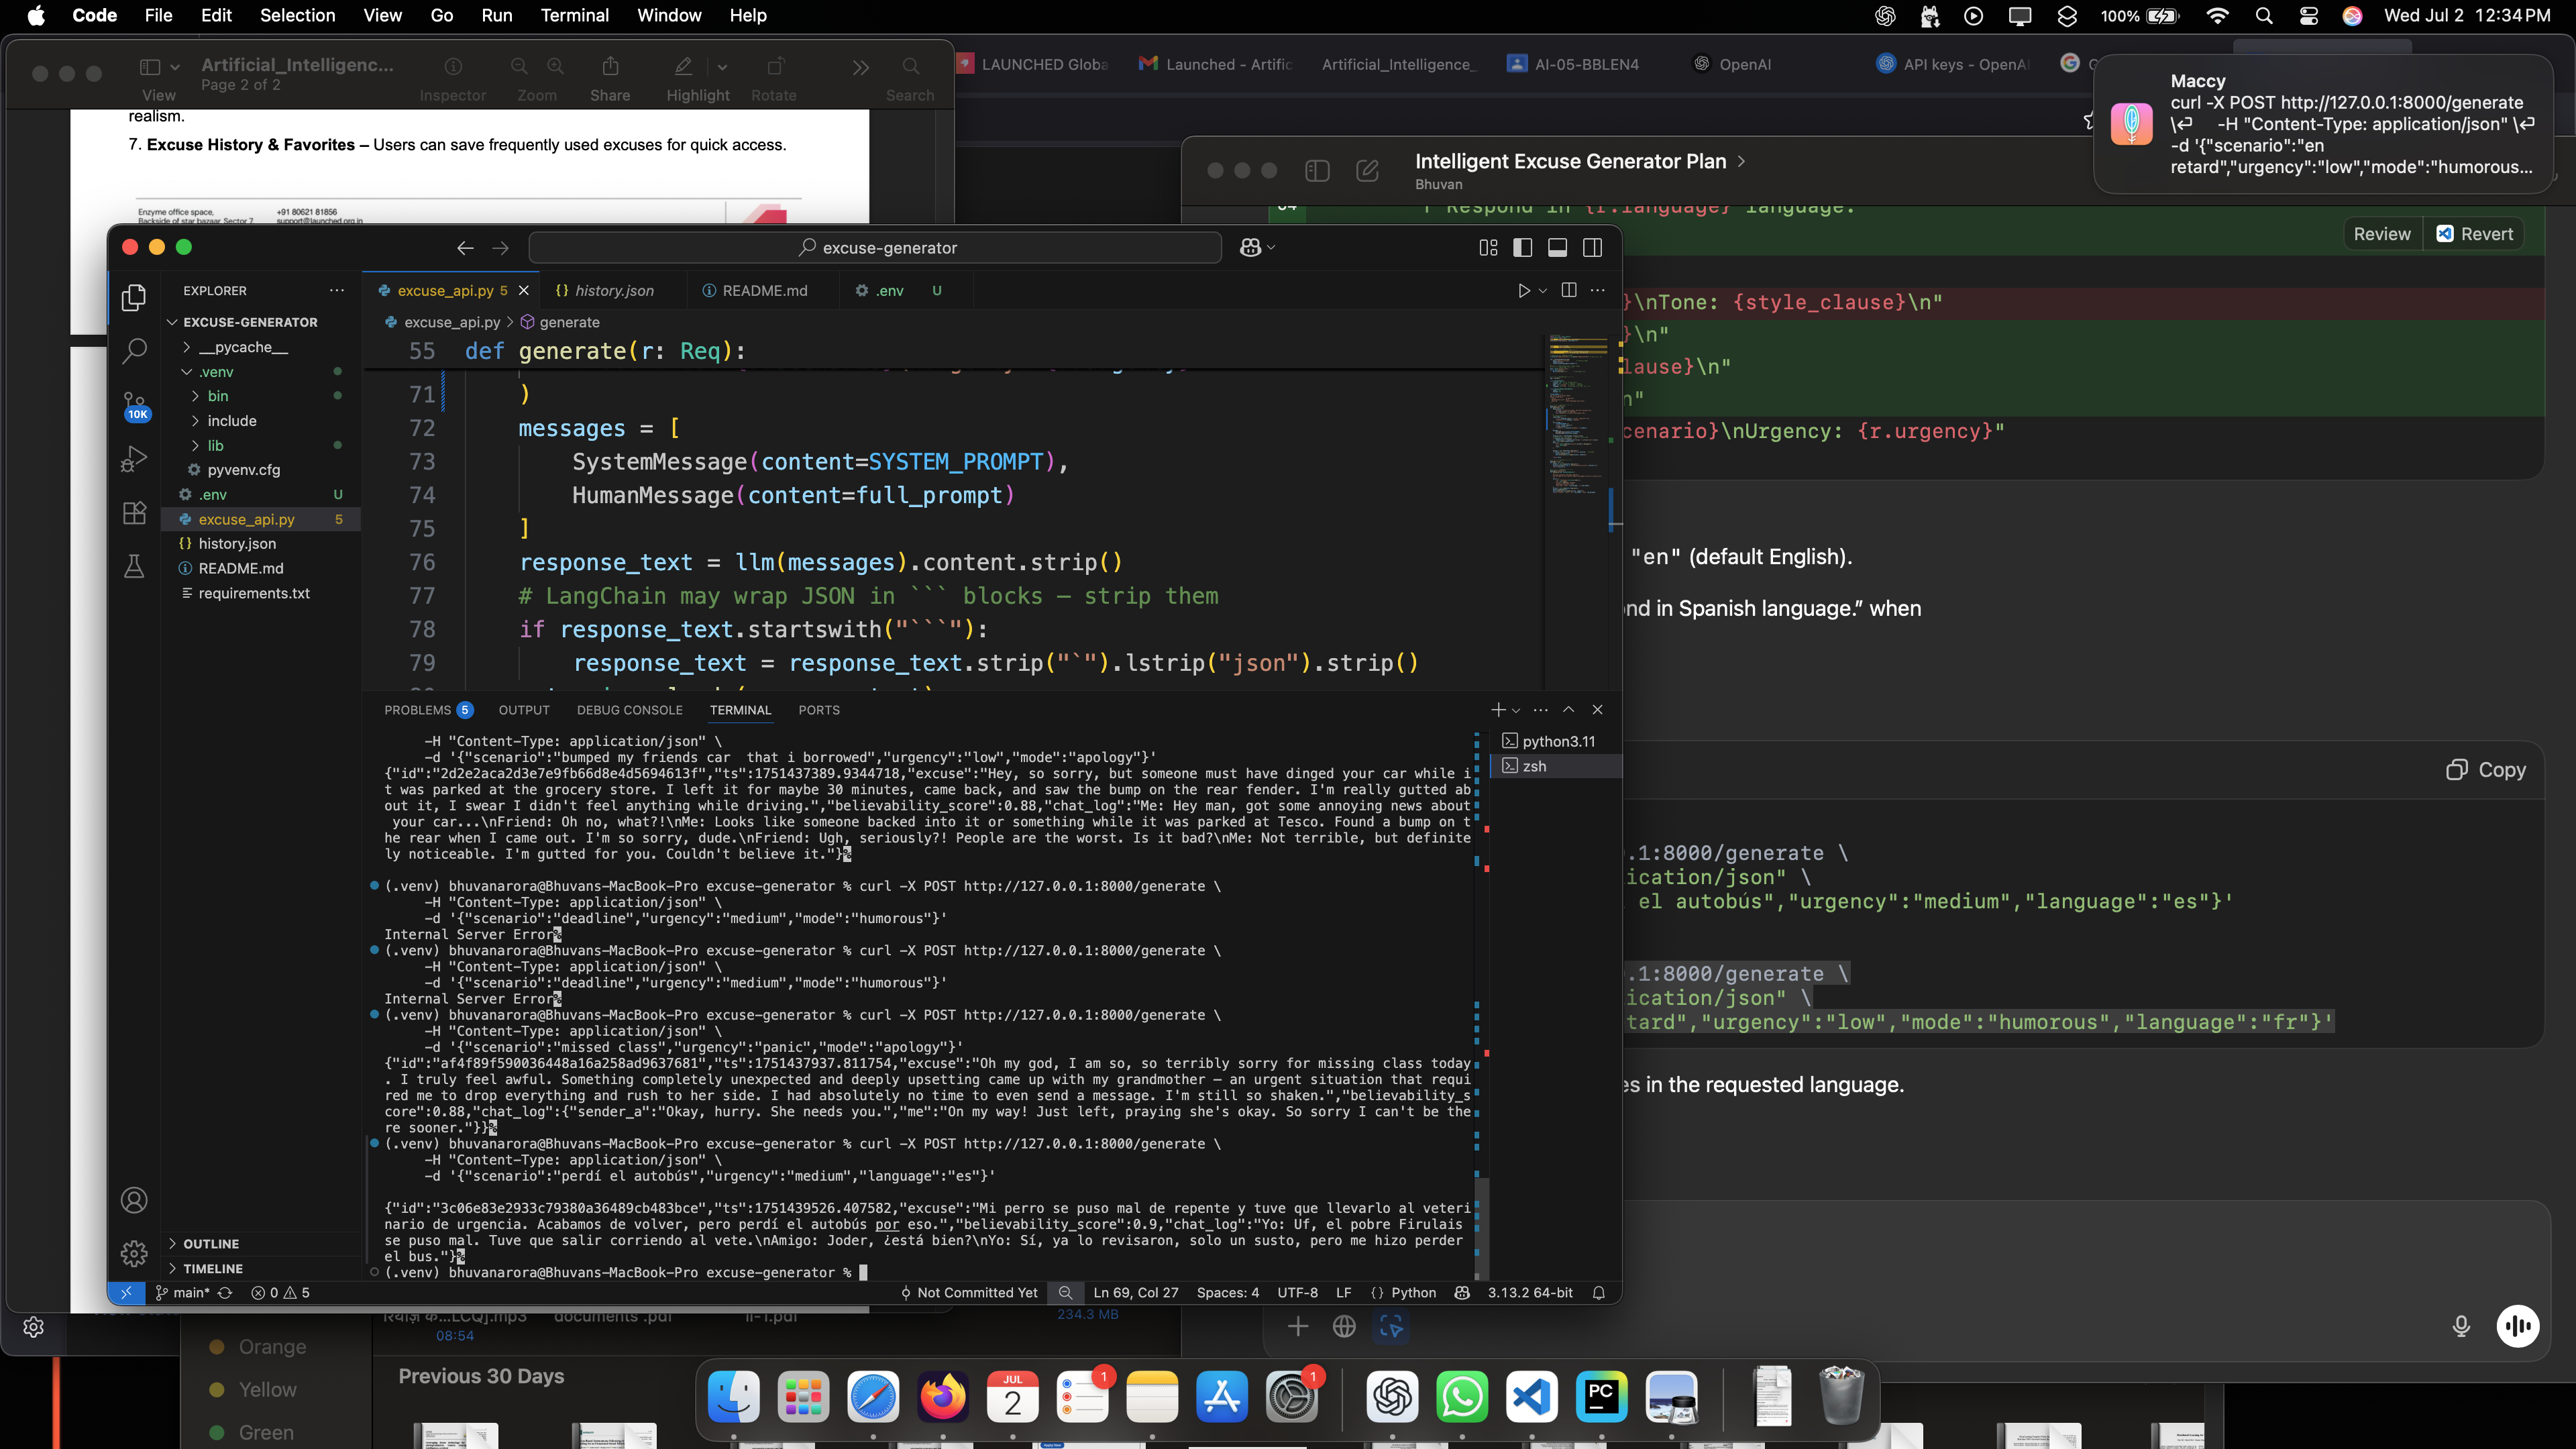 Code File Edit Selection View Go Run Terminal Window Help
100%
Wed Jul 2 12:34 PM
Artificial_Intelligenc...
Page 2 of 2
View
Inspector
Zoom
Share
Highlight
Rotate
Search
LAUNCHED Globa
Launched - Artific
Artificial_Intelligence_
AI-05-BBLEN4
OpenAI
API keys - OpenAI
Maccy
curl -X POST http://127.0.0.1:8000/generate
\⏎ -H "Content-Type: application/json" \⏎
-d '{"scenario":"en
retard","urgency":"low","mode":"humorous...
realism.
7. Excuse History & Favorites – Users can save frequently used excuses for quick access.
Enzyme office space,
Backside of star bazaar, Sector 7
+91 80621 81856
support@launched.org.in
Intelligent Excuse Generator Plan >
Bhuvan
f"Respond in {r.language} language."
Review
Revert
}\nTone: {style_clause}\n"
}\n"
lause}\n"
n"
cenario}\nUrgency: {r.urgency}"
"en" (default English).
nd in Spanish language.” when
Copy
.1:8000/generate \
ication/json" \
el autobús","urgency":"medium","language":"es"}'
.1:8000/generate \
ication/json" \
tard","urgency":"low","mode":"humorous","language":"fr"}'
es in the requested language.
excuse-generator
EXPLORER
EXCUSE-GENERATOR
__pycache__
.venv
bin
include
lib
pyvenv.cfg
.env U
excuse_api.py 5
history.json
README.md
requirements.txt
OUTLINE
TIMELINE
10K
excuse_api.py 5
history.json
README.md
.env U
excuse_api.py > generate
55 def generate(r: Req):
71 )
72 messages = [
73 SystemMessage(content=SYSTEM_PROMPT),
74 HumanMessage(content=full_prompt)
75 ]
76 response_text = llm(messages).content.strip()
77 # LangChain may wrap JSON in ``` blocks — strip them
78 if response_text.startswith("```"):
79 response_text = response_text.strip("`").lstrip("json").strip()
PROBLEMS 5 OUTPUT DEBUG CONSOLE TERMINAL PORTS
python3.11
zsh
-H "Content-Type: application/json" \
-d '{"scenario":"bumped my friends car  that i borrowed","urgency":"low","mode":"apology"}'
{"id":"2d2e2aca2d3e7e9fb66d8e4d5694613f","ts":1751437389.9344718,"excuse":"Hey, so sorry, but someone must have dinged your car while i
t was parked at the grocery store. I left it for maybe 30 minutes, came back, and saw the bump on the rear fender. I'm really gutted ab
out it, I swear I didn't feel anything while driving.","believability_score":0.88,"chat_log":"Me: Hey man, got some annoying news about
your car...\nFriend: Oh no, what?!\nMe: Looks like someone backed into it or something while it was parked at Tesco. Found a bump on t
he rear when I came out. I'm so sorry, dude.\nFriend: Ugh, seriously?! People are the worst. Is it bad?\nMe: Not terrible, but definite
ly noticeable. I'm gutted for you. Couldn't believe it."}%
(.venv) bhuvanarora@Bhuvans-MacBook-Pro excuse-generator % curl -X POST http://127.0.0.1:8000/generate \
-H "Content-Type: application/json" \
-d '{"scenario":"deadline","urgency":"medium","mode":"humorous"}'
Internal Server Error%
(.venv) bhuvanarora@Bhuvans-MacBook-Pro excuse-generator % curl -X POST http://127.0.0.1:8000/generate \
-H "Content-Type: application/json" \
-d '{"scenario":"deadline","urgency":"medium","mode":"humorous"}'
Internal Server Error%
(.venv) bhuvanarora@Bhuvans-MacBook-Pro excuse-generator % curl -X POST http://127.0.0.1:8000/generate \
-H "Content-Type: application/json" \
-d '{"scenario":"missed class","urgency":"panic","mode":"apology"}'
{"id":"af4f89f590036448a16a258ad9637681","ts":1751437937.811754,"excuse":"Oh my god, I am so, so terribly sorry for missing class today
. I truly feel awful. Something completely unexpected and deeply upsetting came up with my grandmother — an urgent situation that requi
red me to drop everything and rush to her side. I had absolutely no time to even send a message. I'm still so shaken.","believability_s
core":0.88,"chat_log":{"sender_a":"Okay, hurry. She needs you.","me":"On my way! Just left, praying she's okay. So sorry I can't be the
re sooner."}}%
(.venv) bhuvanarora@Bhuvans-MacBook-Pro excuse-generator % curl -X POST http://127.0.0.1:8000/generate \
-H "Content-Type: application/json" \
-d '{"scenario":"perdí el autobús","urgency":"medium","language":"es"}'
{"id":"3c06e83e2933c79380a36489cb483bce","ts":1751439526.407582,"excuse":"Mi perro se puso mal de repente y tuve que llevarlo al veteri
nario de urgencia. Acabamos de volver, pero perdí el autobús por eso.","believability_score":0.9,"chat_log":"Yo: Uf, el pobre Firulais
se puso mal. Tuve que salir corriendo al vete.\nAmigo: Joder, ¿está bien?\nYo: Sí, ya lo revisaron, solo un susto, pero me hizo perder
el bus."}%
(.venv) bhuvanarora@Bhuvans-MacBook-Pro excuse-generator %
main* 0 5
Not Committed Yet Ln 69, Col 27 Spaces: 4 UTF-8 LF {} Python 3.13.2 64-bit
08:54
234.3 MB
Orange
Yellow
Green
Previous 30 Days
JUL
2
1
1
PC